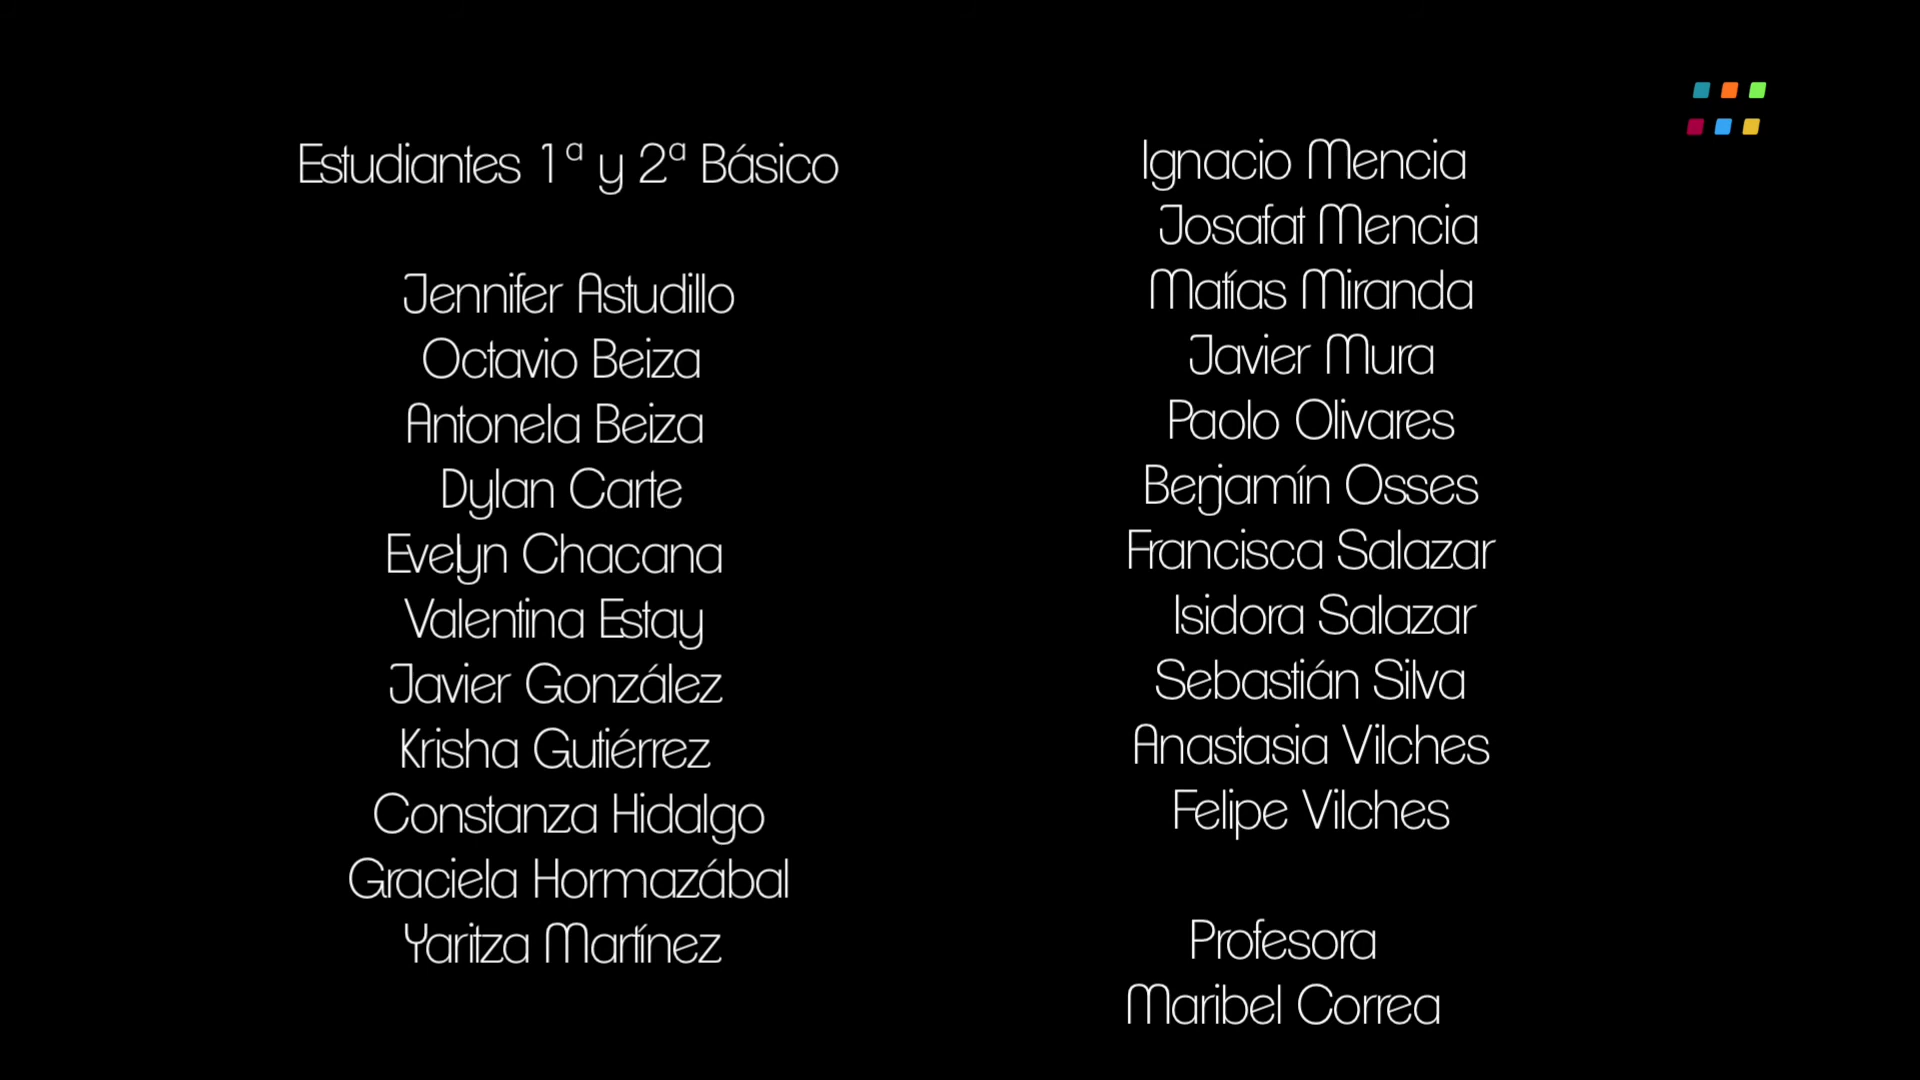 Estudiantes 1ª y 2ª Básico
Jennifer Astudillo
Octavio Beiza
Antonela Beiza
Dylan Carte
Evelyn Chacana
Valentina Estay
Javier González
Krisha Gutiérrez
Constanza Hidalgo
Graciela Hormazábal
Yaritza Martínez
Ignacio Mencia
Josafat Mencia
Matías Miranda
Javier Mura
Paolo Olivares
Benjamín Osses
Francisca Salazar
Isidora Salazar
Sebastián Silva
Anastasia Vilches
Felipe Vilches
Profesora
Maribel Correa